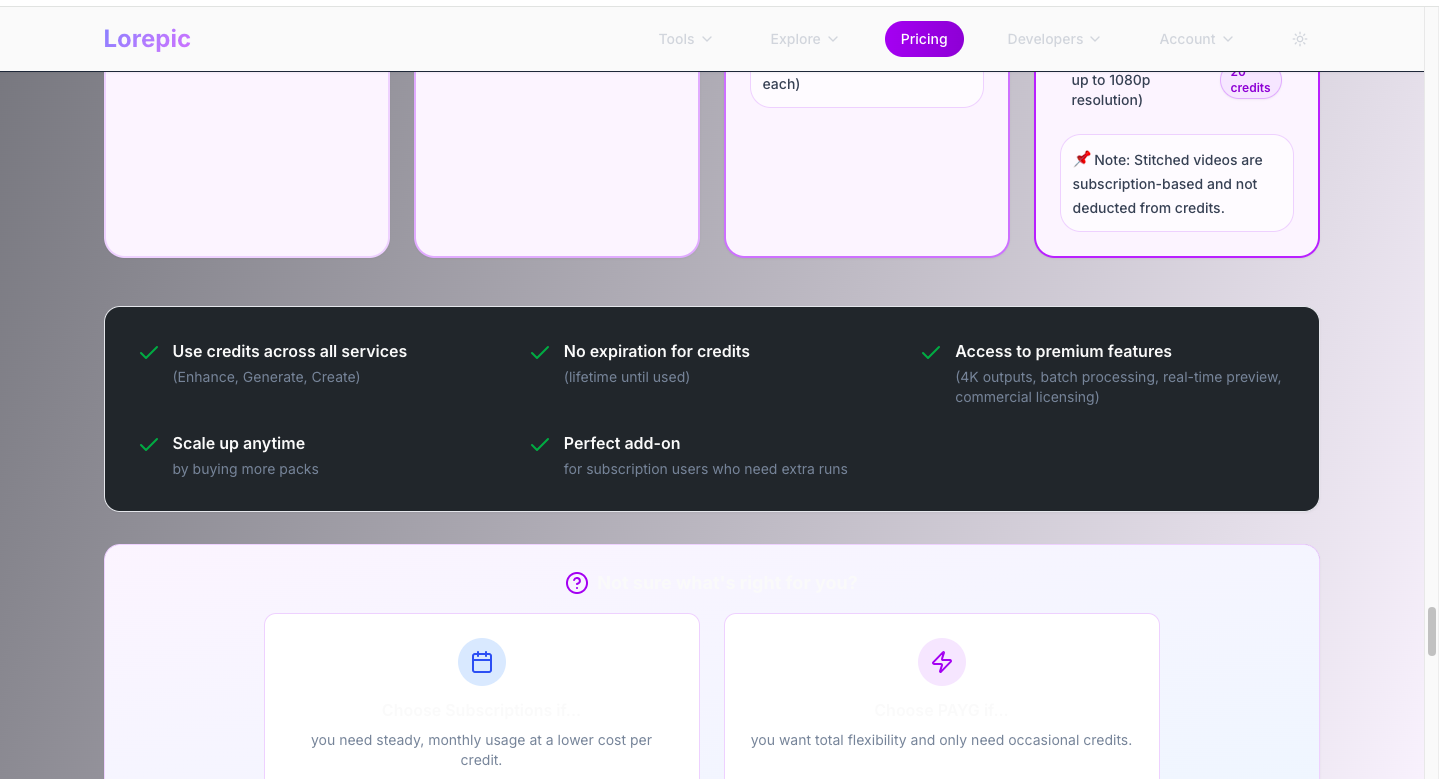 Lorepic
Tools
Explore
Pricing
Developers
Account
each)
up to 1080p
resolution)
20
credits
📌 Note: Stitched videos are
subscription-based and not
deducted from credits.
Use credits across all services
(Enhance, Generate, Create)
No expiration for credits
(lifetime until used)
Access to premium features
(4K outputs, batch processing, real-time preview,
commercial licensing)
Scale up anytime
by buying more packs
Perfect add-on
for subscription users who need extra runs
Not sure what's right for you?
Choose Subscriptions if...
you need steady, monthly usage at a lower cost per
credit.
Choose PAYG if...
you want total flexibility and only need occasional credits.